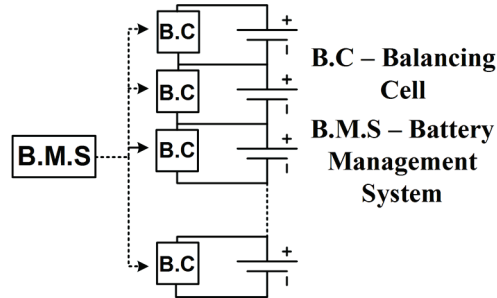 B.C
+
-
B.C
+
-
B.C
+
-
B.C
+
-
B.M.S
B.C – Balancing
Cell
B.M.S – Battery
Management
System